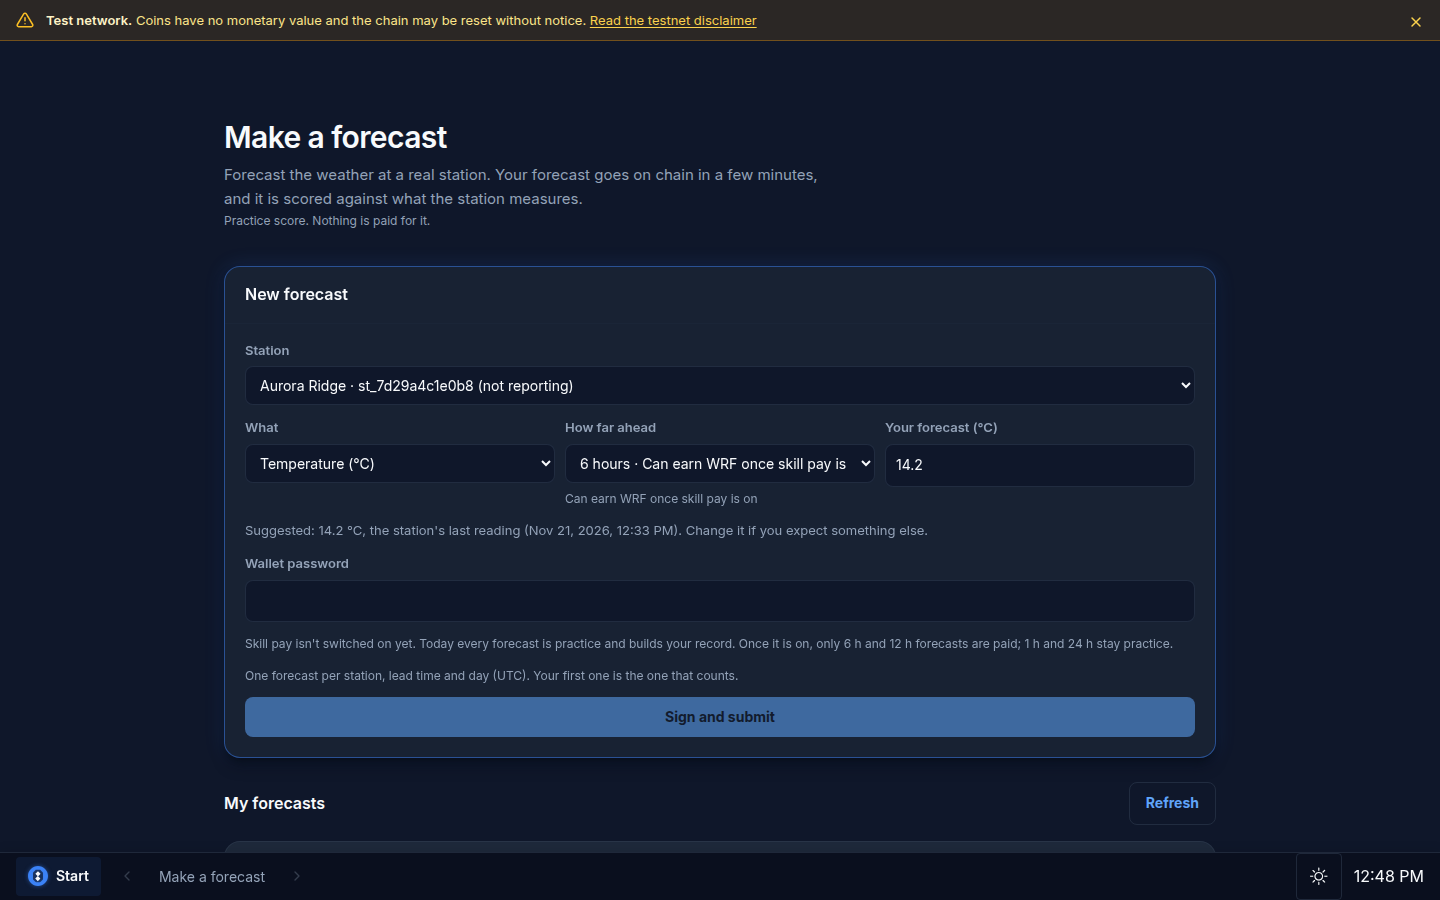 Test network. Coins have no monetary value and the chain may be reset without notice. Read the testnet disclaimer
Make a forecast
Forecast the weather at a real station. Your forecast goes on chain in a few minutes,
and it is scored against what the station measures.
Practice score. Nothing is paid for it.
New forecast
Station
Aurora Ridge · st_7d29a4c1e0b8 (not reporting)
What
How far ahead
Your forecast (°C)
Temperature (°C)
6 hours · Can earn WRF once skill pay is
14.2
Can earn WRF once skill pay is on
Suggested: 14.2 °C, the station's last reading (Nov 21, 2026, 12:33 PM). Change it if you expect something else.
Wallet password
Skill pay isn't switched on yet. Today every forecast is practice and builds your record. Once it is on, only 6 h and 12 h forecasts are paid; 1 h and 24 h stay practice.
One forecast per station, lead time and day (UTC). Your first one is the one that counts.
Sign and submit
My forecasts
Refresh
Start
Make a forecast
12:48 PM